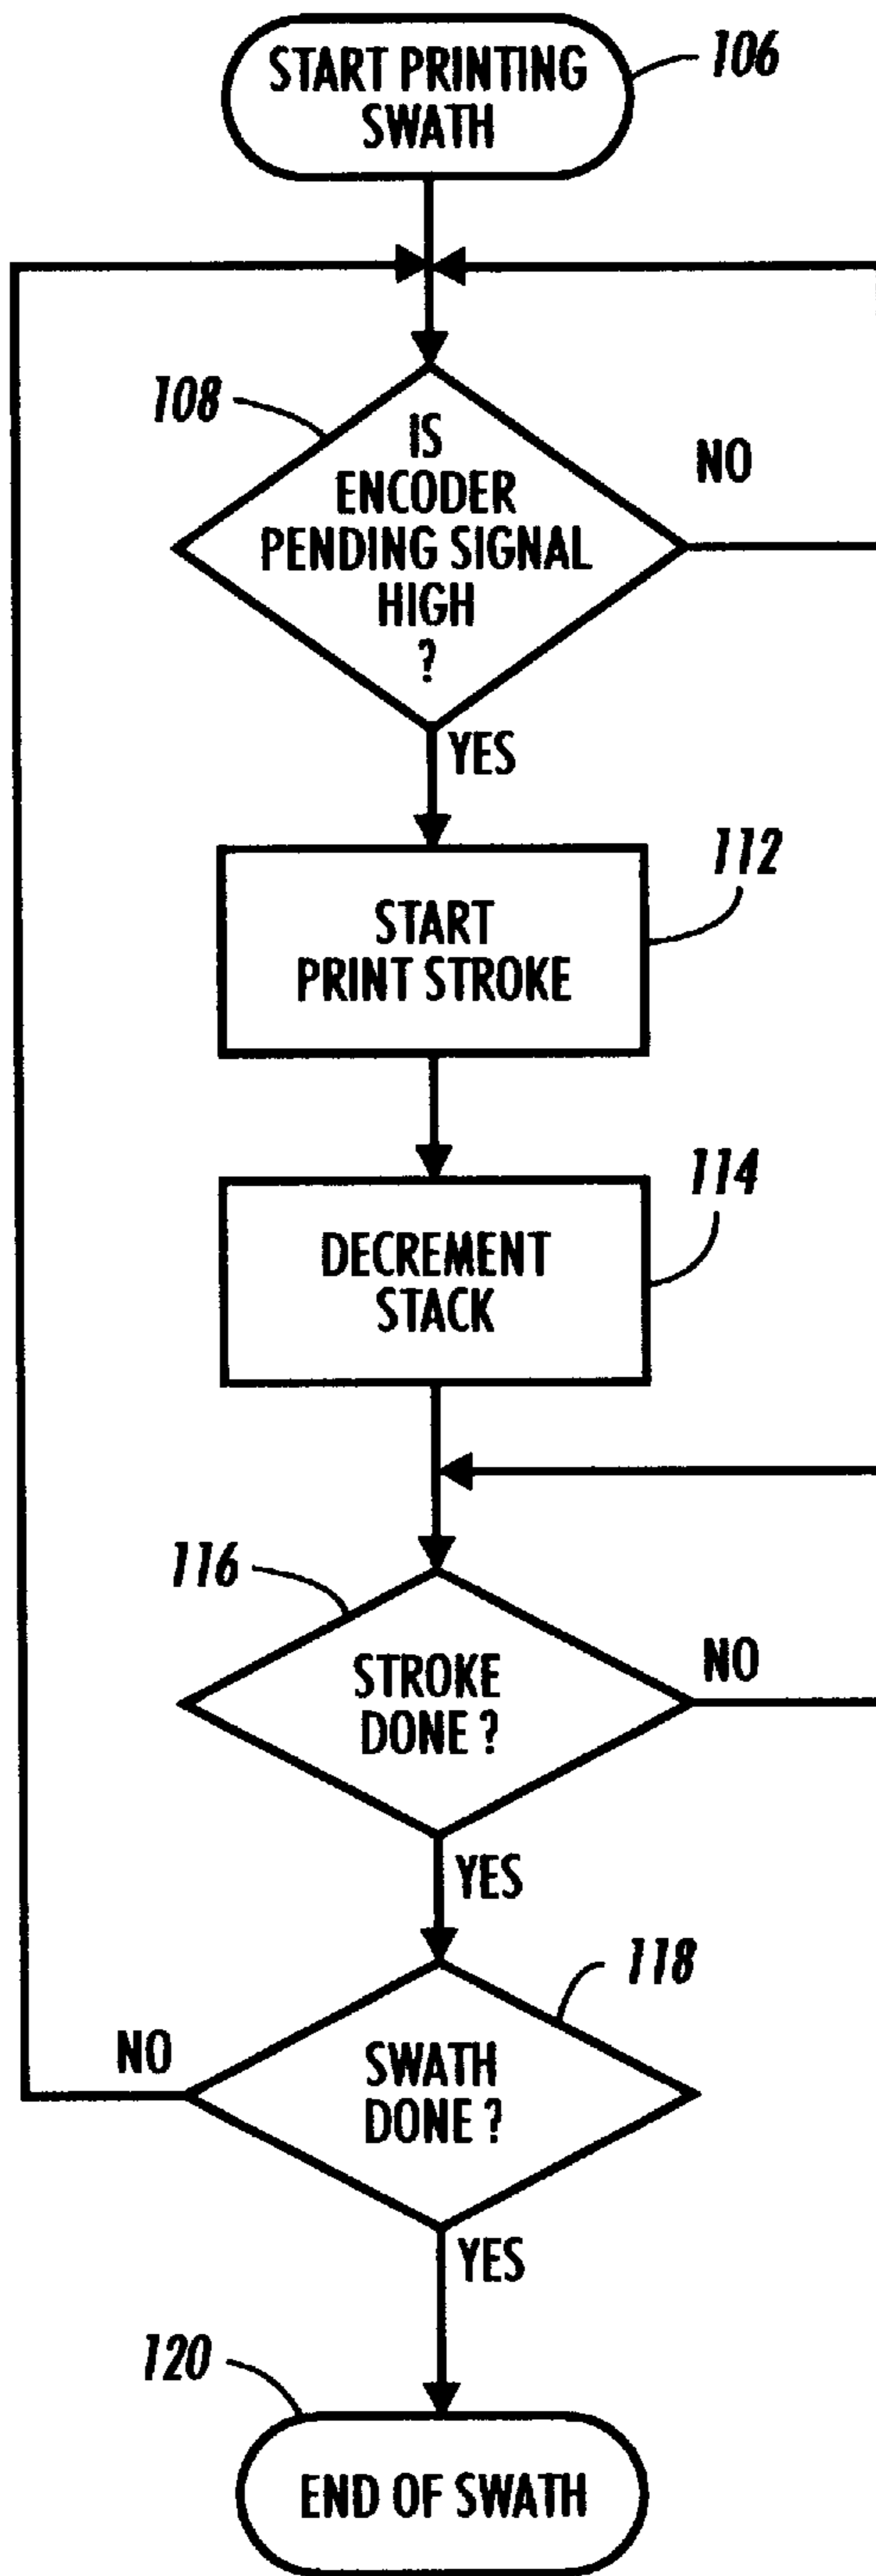 START PRINTING
SWATH
106
108
IS
ENCODER
PENDING SIGNAL
HIGH
?
NO
YES
112
START
PRINT STROKE
114
DECREMENT
STACK
116
STROKE
DONE ?
NO
YES
118
NO
SWATH
DONE ?
YES
120
END OF SWATH